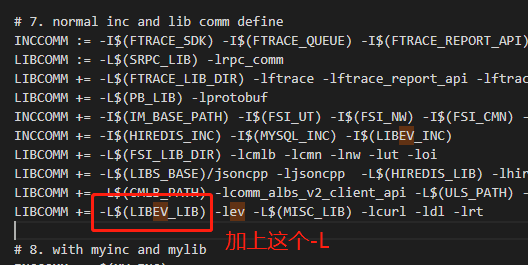 # 7. normal inc and lib comm define
INCCOMM := -I$(FTRACE_SDK) -I$(FTRACE_QUEUE) -I$(FTRACE_REPORT_API)
LIBCOMM := -L$(SRPC_LIB) -lrpc_comm
LIBCOMM += -L$(FTRACE_LIB_DIR) -lftrace -lftrace_report_api -lftrac
LIBCOMM += -L$(PB_LIB) -lprotobuf
INCCOMM += -I$(IM_BASE_PATH) -I$(FSI_UT) -I$(FSI_NW) -I$(FSI_CMN) -
INCCOMM += -I$(HIREDIS_INC) -I$(MYSQL_INC) -I$(LIBEV_INC)
LIBCOMM += -L$(FSI_LIB_DIR) -lcmlb -lcmn -lnw -lut -loi
LIBCOMM += -L$(LIBS_BASE)/jsoncpp -ljsoncpp -L$(HIREDIS_LIB) -lhir
LIBCOMM += -L$(CMLB_PATH) -lcomm_albs_v2_client_api -L$(ULS_PATH) -
LIBCOMM += -L$(LIBEV_LIB) -lev -L$(MISC_LIB) -lcurl -ldl -lrt
加上这个-L
# 8. with myinc and mylib